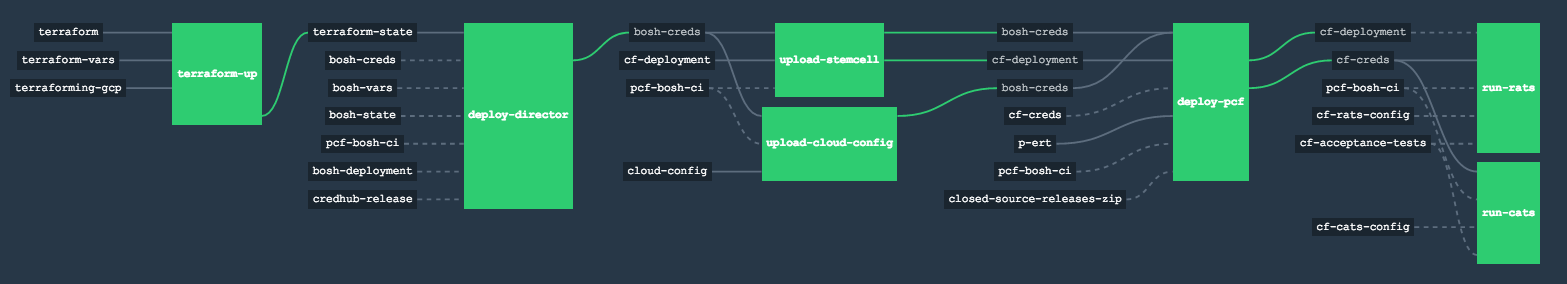 terraform
terraform-vars
terraforming-gcp
terraform-up
terraform-state
bosh-creds
bosh-vars
bosh-state
pcf-bosh-ci
bosh-deployment
credhub-release
deploy-director
bosh-creds
cf-deployment
pcf-bosh-ci
cloud-config
upload-stemcell
upload-cloud-config
bosh-creds
cf-deployment
bosh-creds
cf-creds
p-ert
pcf-bosh-ci
closed-source-releases-zip
deploy-pcf
cf-deployment
cf-creds
pcf-bosh-ci
cf-rats-config
cf-acceptance-tests
cf-cats-config
run-rats
run-cats